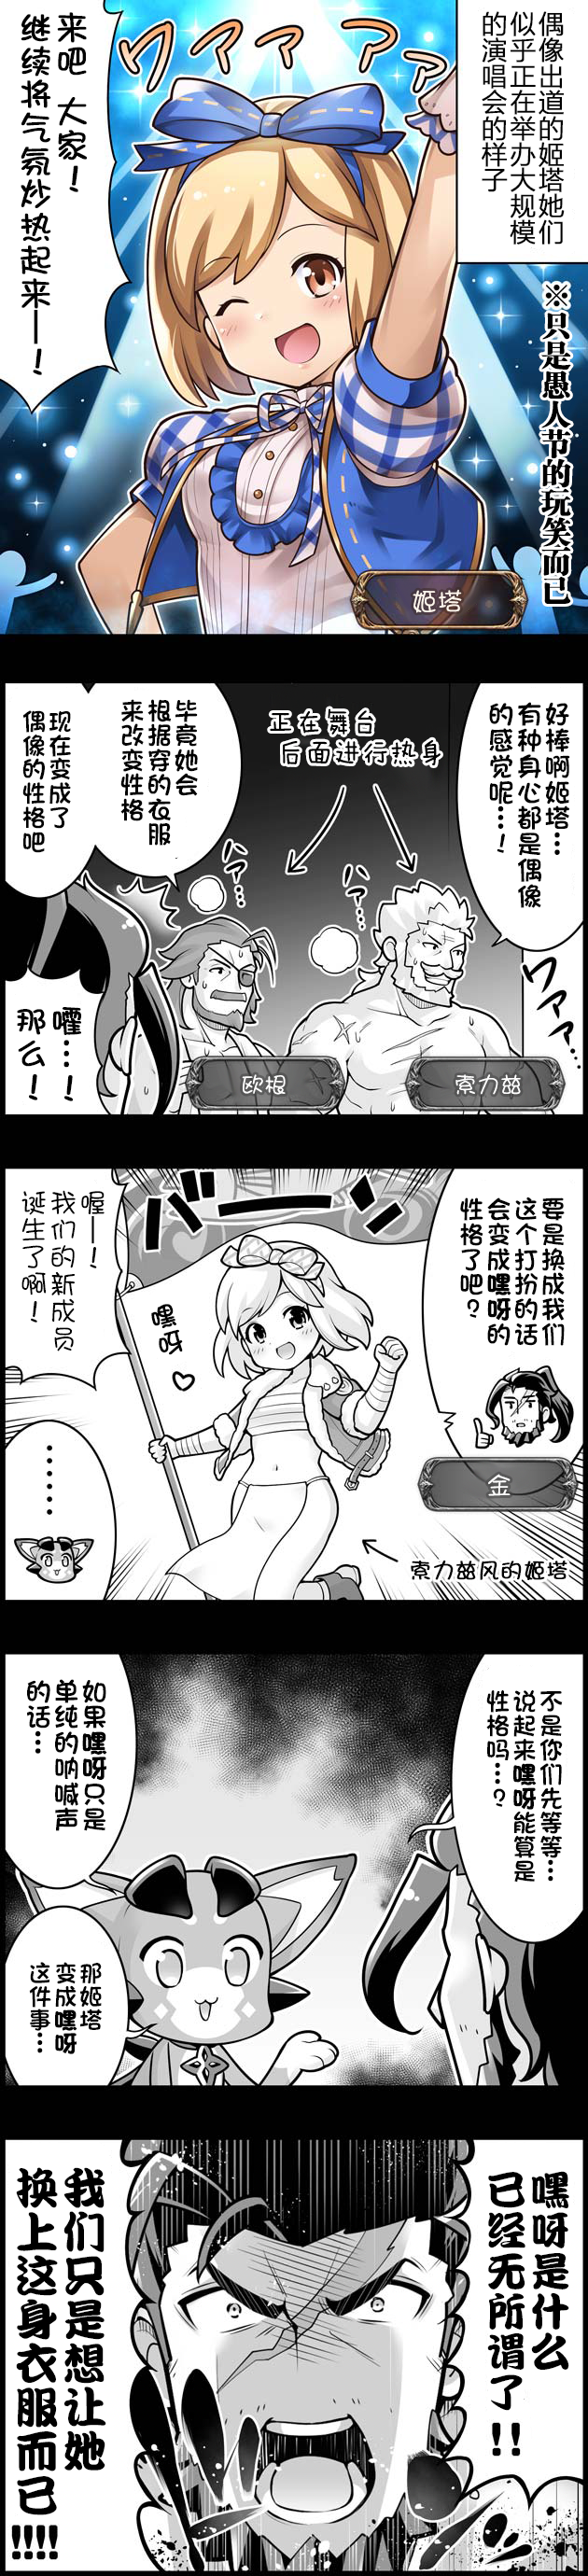 偶像出道的姬塔她们
似乎正在举办大规模
的演唱会的样子
※只是愚人节的玩笑而已
ワァァァァ
来吧 大家！
继续将气氛炒热起来—！
姬塔
好捧啊姬塔…
有种身心都是偶像
的感觉呢…！
ワァァ…
正在舞台
后面进行热身
ハァ…
ハァ…
毕竟她会
根据穿的衣服
来改变性格
现在变成了
偶像的性格吧
嚯…！
那么！
欧根
索力兹
要是换成我们
这个打扮的话
会变成嘿呀的
性格了吧？
金
バーン
嘿呀♡
喔—！
我们的新成员
诞生了啊！
……
索力兹风的姬塔
不是你们先等等…
说起来嘿呀能算是
性格吗…？
如果嘿呀只是
单纯的呐喊声
的话…
那姬塔
变成嘿呀
这件事…
嘿呀是什么
已经无所谓了！！
我们只是想让她
换上这身衣服而已
！！！！